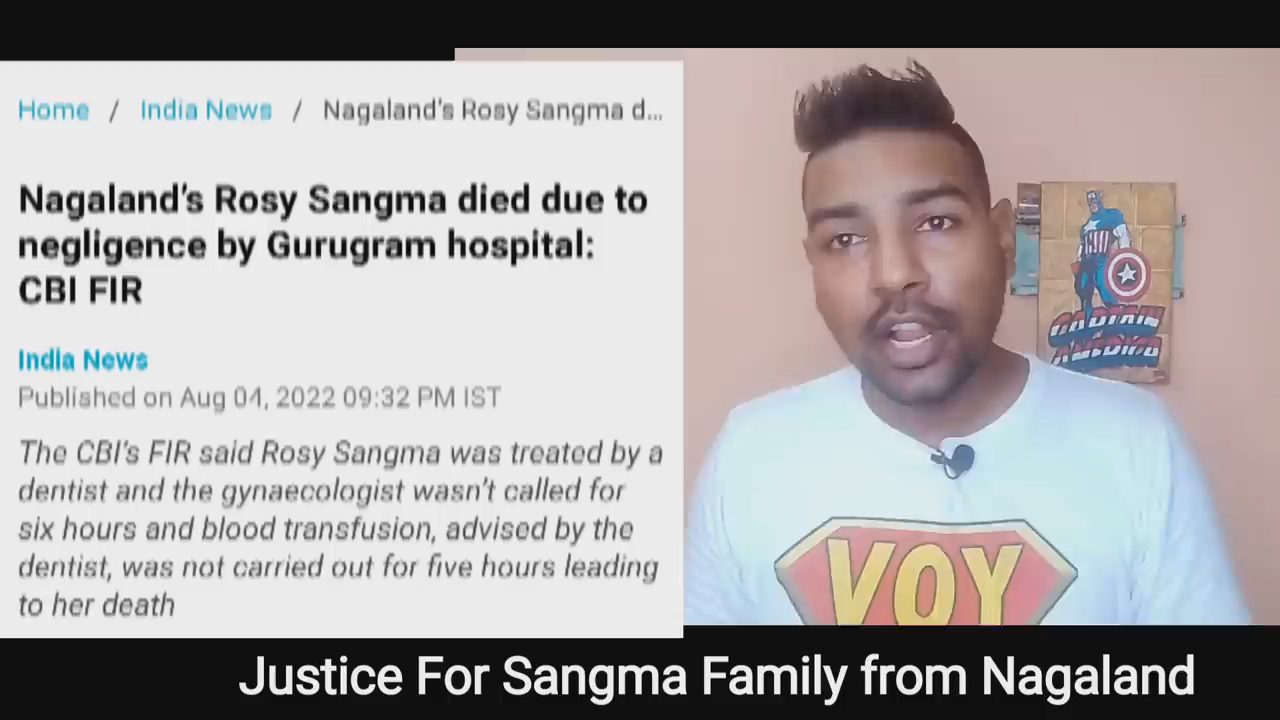 Home / India News / Nagaland's Rosy Sangma d...
Nagaland's Rosy Sangma died due to
negligence by Gurugram hospital:
CBI FIR
India News
Published on Aug 04, 2022 09:32 PM IST
The CBI's FIR said Rosy Sangma was treated by a
dentist and the gynaecologist wasn't called for
six hours and blood transfusion, advised by the
dentist, was not carried out for five hours leading
to her death
CAPTAIN
AMERICA
VOY
Justice For Sangma Family from Nagaland